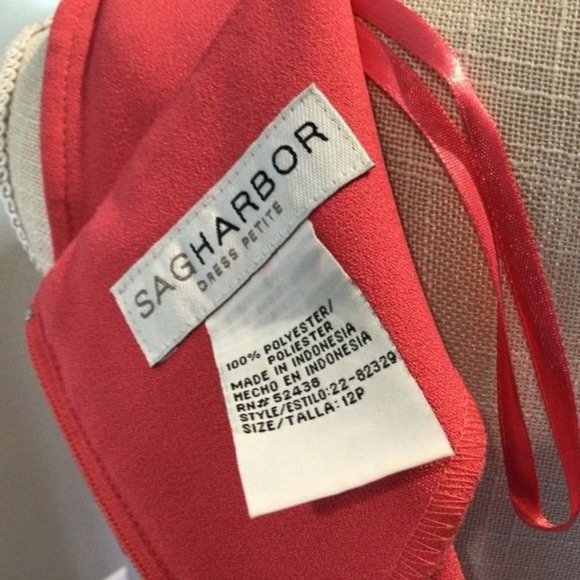 SAGHARBOR
DRESS PETITE
100% POLYESTER/
POLIESTER
MADE IN INDONESIA
HECHO EN INDONESIA
RN# 52438
STYLE/ESTILO:22-82329
SIZE/TALLA: 12P